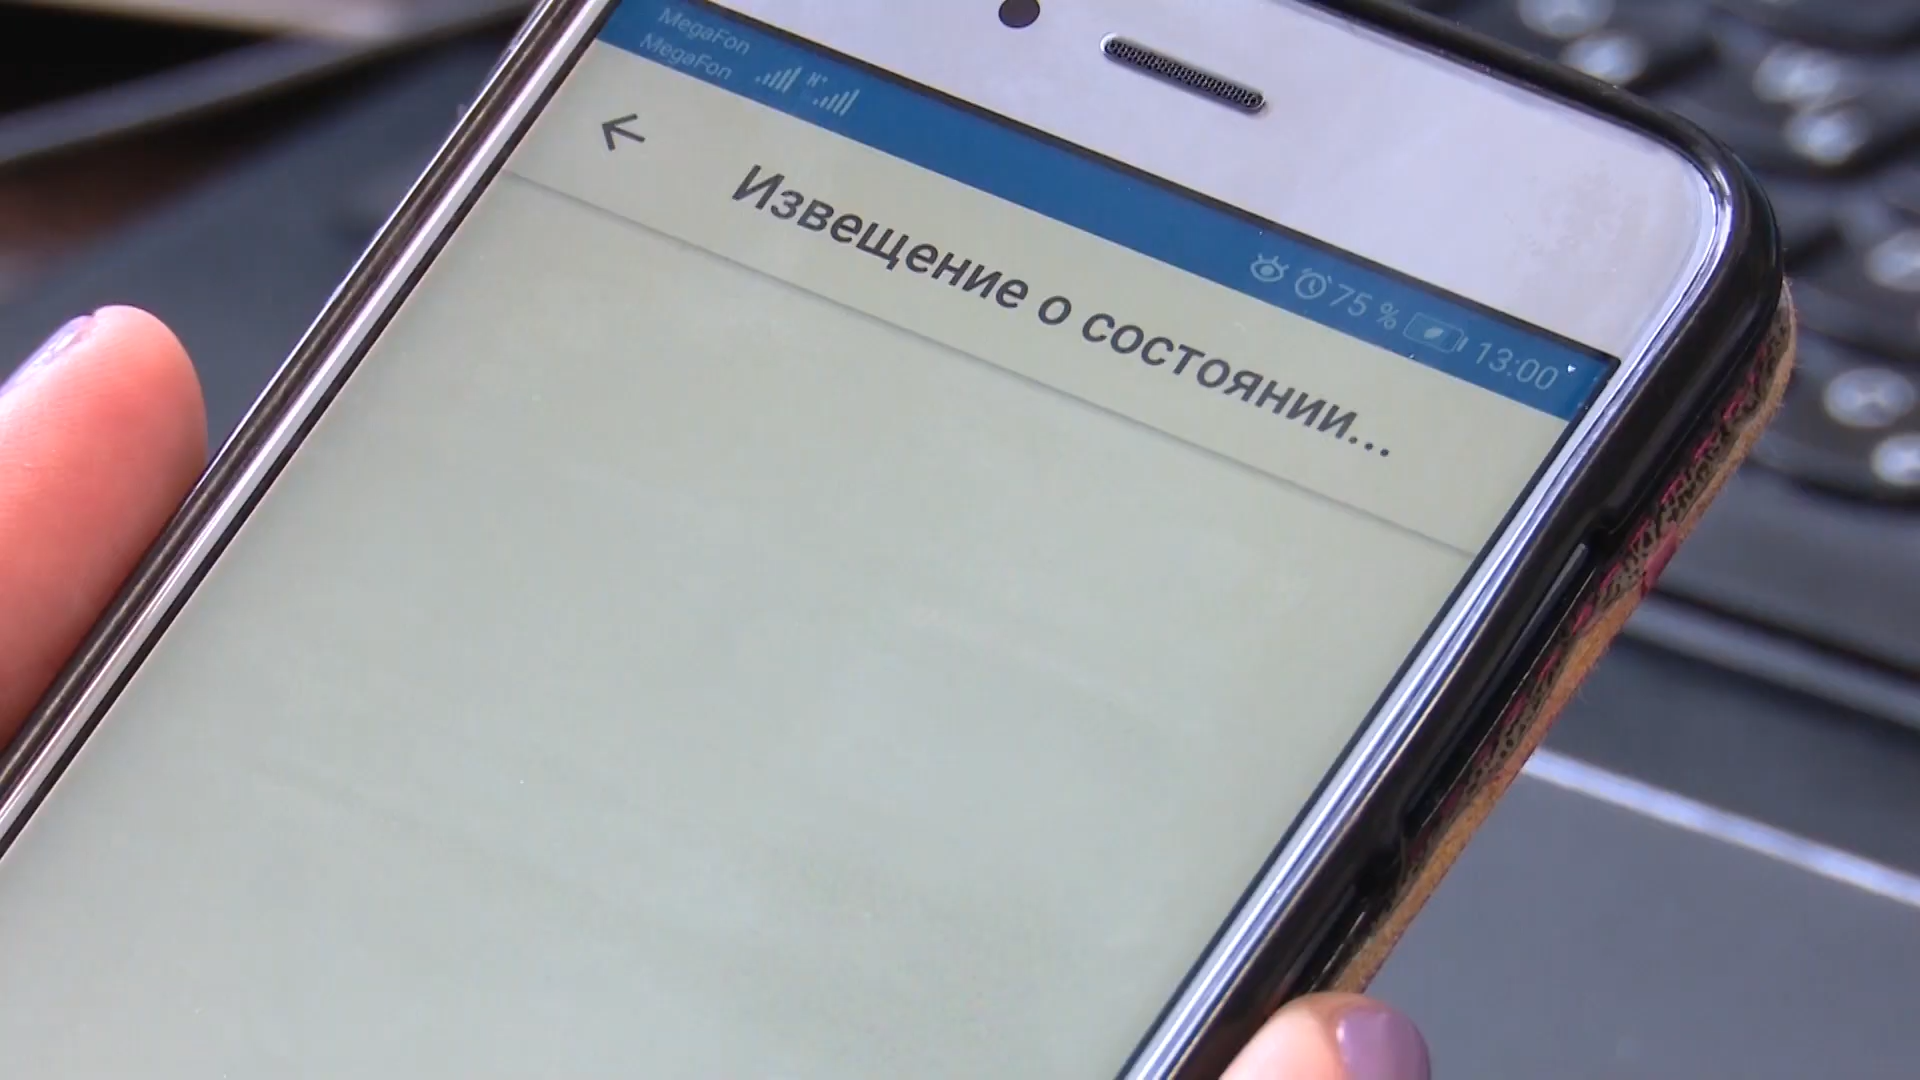 MegaFon
MegaFon
H+
75 %
13:00
Извещение о состоянии...